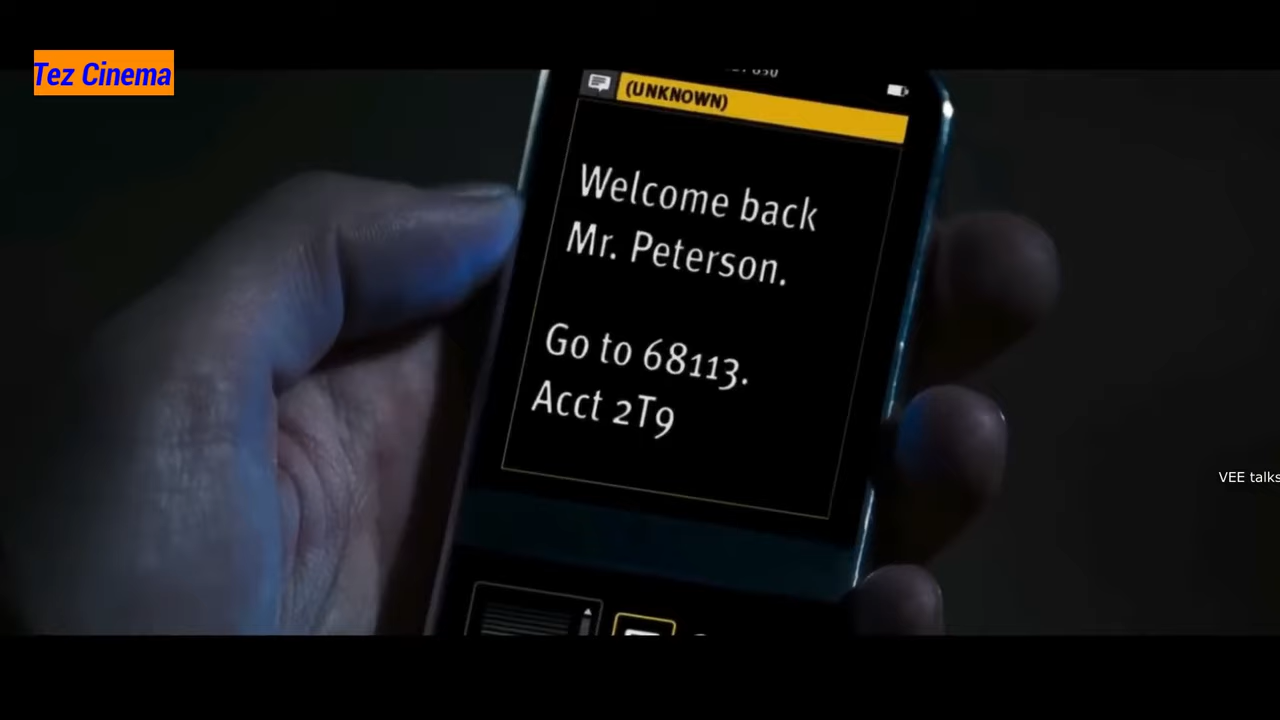 Tez Cinema
(UNKNOWN)
Welcome back
Mr. Peterson.
Go to 68113.
Acct 2T9
VEE talks